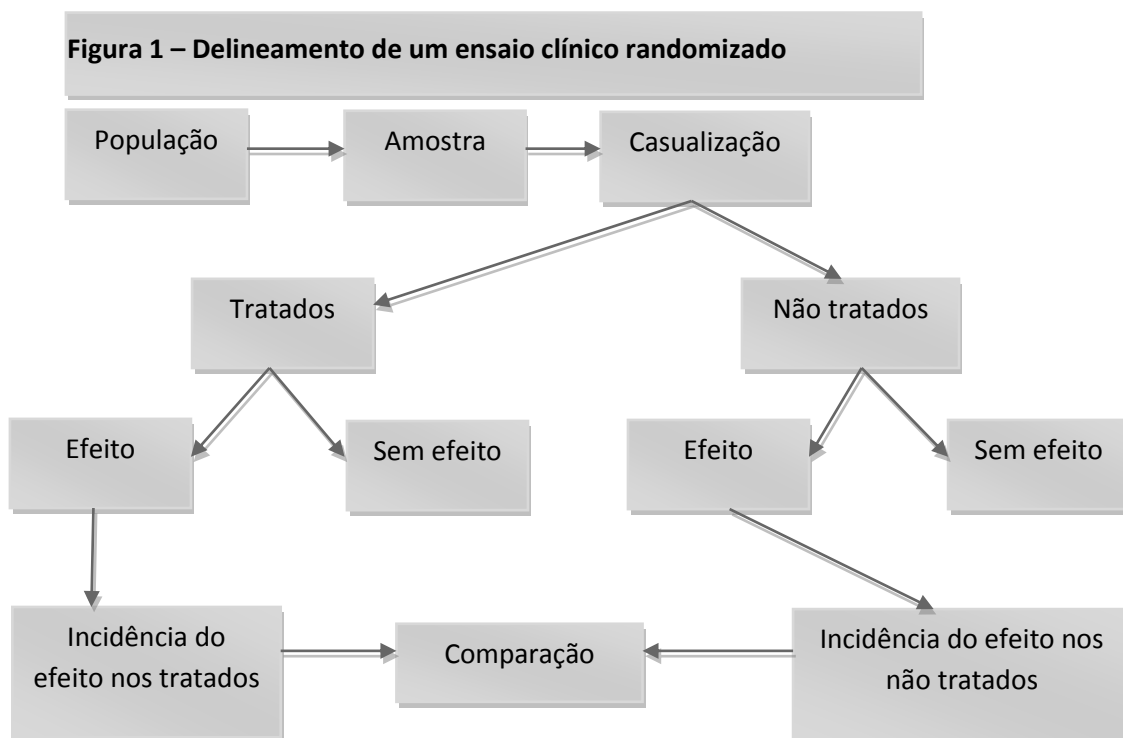 Figura 1 – Delineamento de um ensaio clínico randomizado
População
Amostra
Casualização
Tratados
Não tratados
Efeito
Sem efeito
Efeito
Sem efeito
Incidência do
efeito nos tratados
Comparação
Incidência do efeito nos
não tratados